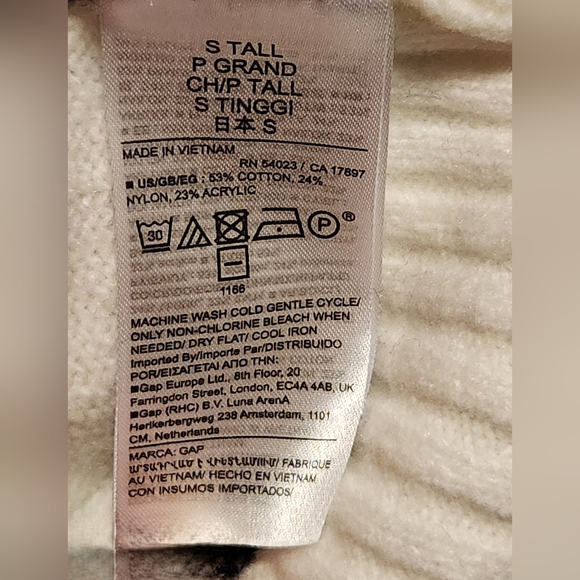 S TALL
P GRAND
CH/P TALL
S TINGGI
日本 S
MADE IN VIETNAM
RN 54023 / CA 17897
■ US/GB/EG : 53% COTTON, 24%
NYLON, 23% ACRYLIC
30 P ®
1166
MACHINE WASH COLD GENTLE CYCLE/
ONLY NON-CHLORINE BLEACH WHEN
NEEDED/ DRY FLAT/ COOL IRON
Imported By/Importe Par/DISTRIBUIDO
POR/ΕΙΣΑΓΕΤΑΙ ΑΠΟ ΤΗΝ:
■Gap Europe Ltd., 8th Floor, 20
Farringdon Street, London, EC4A 4AB, UK
■Gap (RHC) B.V. Luna ArenA
Herikerbergweg 238 Amsterdam, 1101
CM, Netherlands
MARCA: GAP
ԱՐՏԱԴՐՎԱԾ Է ՎԻԵՏՆԱՄՈՒՄ/ FABRIQUE
AU VIETNAM/ HECHO EN VIETNAM
CON INSUMOS IMPORTADOS/